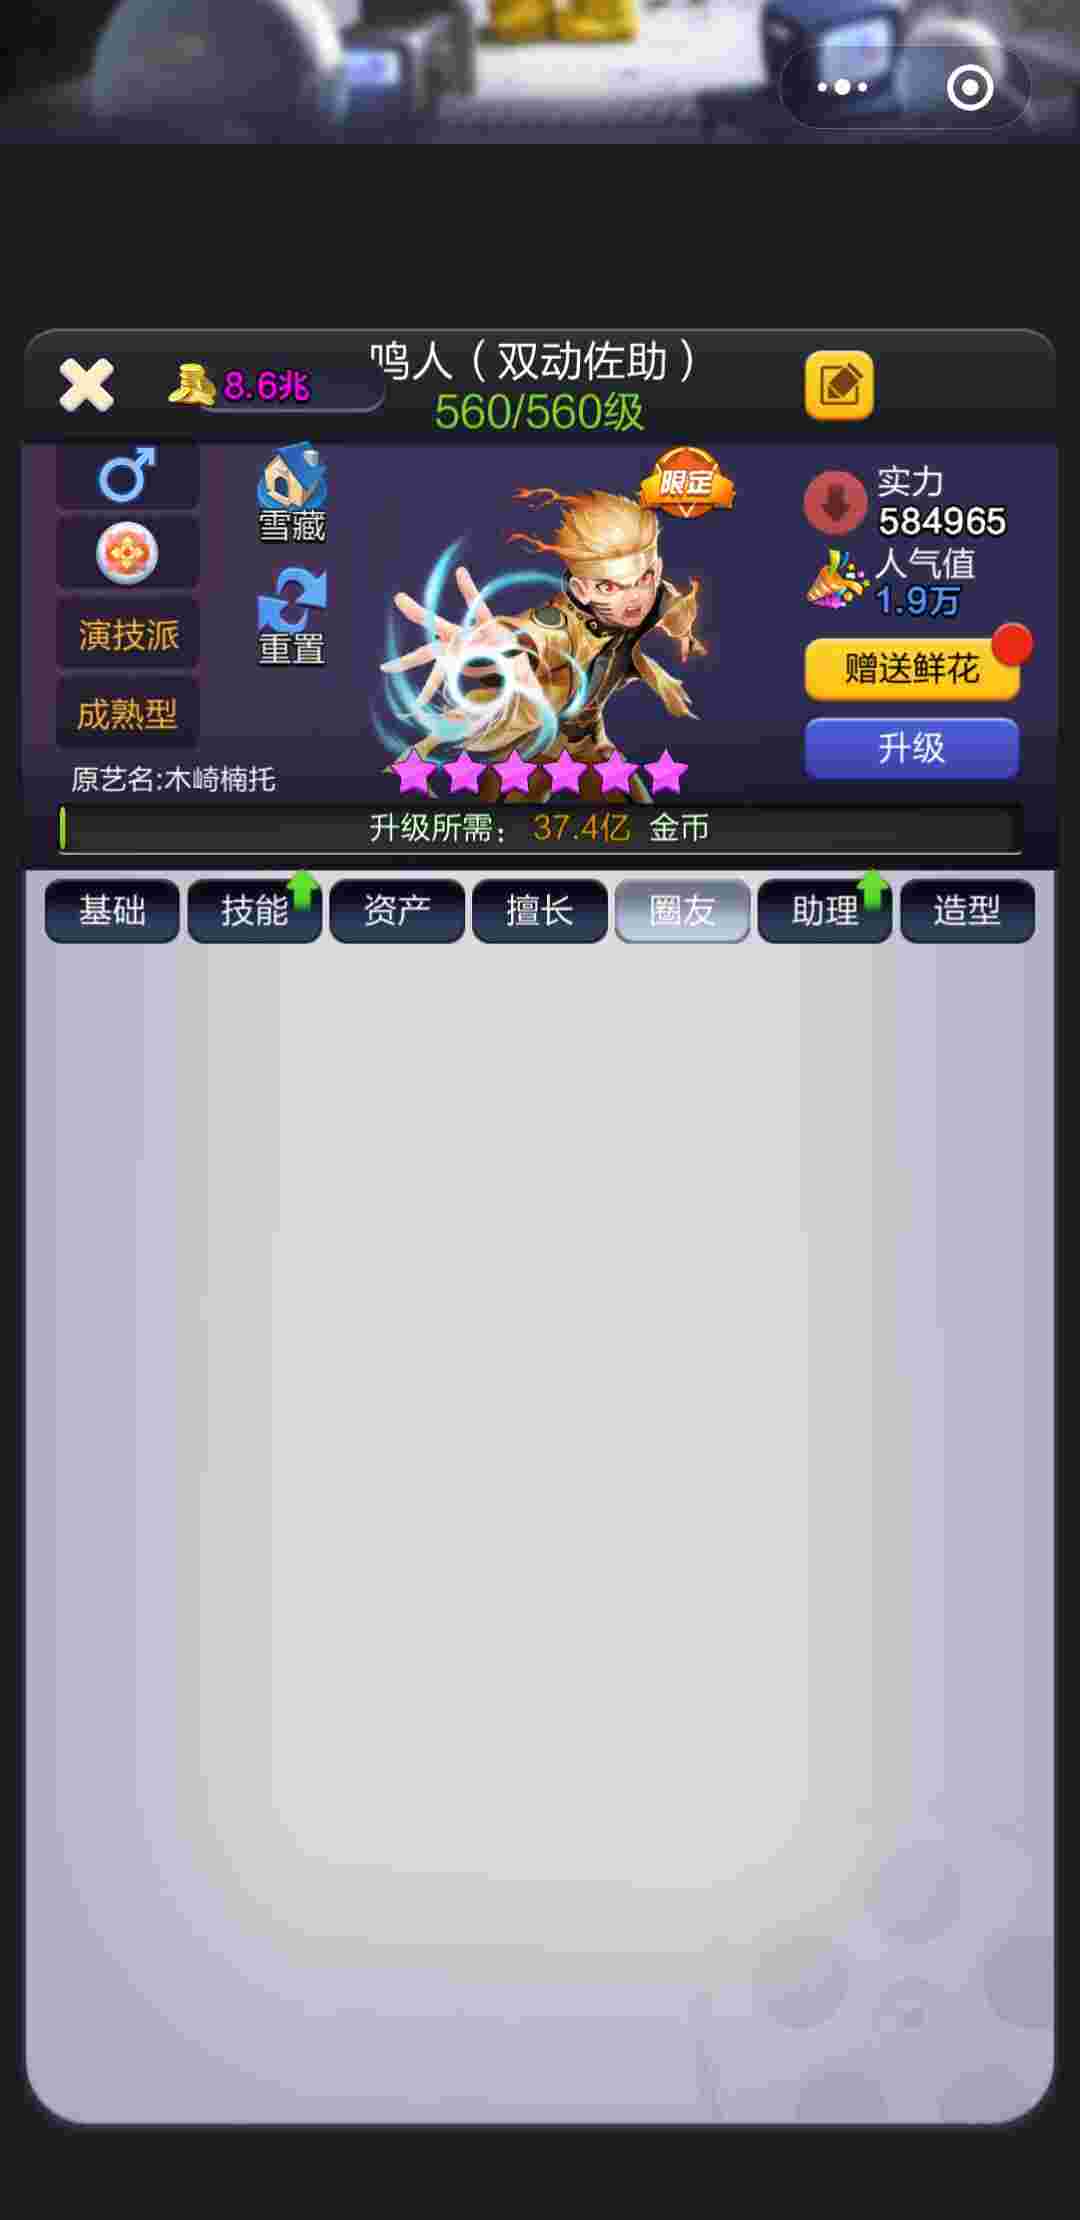 鸣人（双动佐助）
8.6兆
560/560级
限定
雪藏
重置
演技派
成熟型
原艺名:木崎楠托
实力
584965
人气值
1.9万
赠送鲜花
升级
升级所需： 37.4亿 金币
基础 技能 资产 擅长 圈友 助理 造型